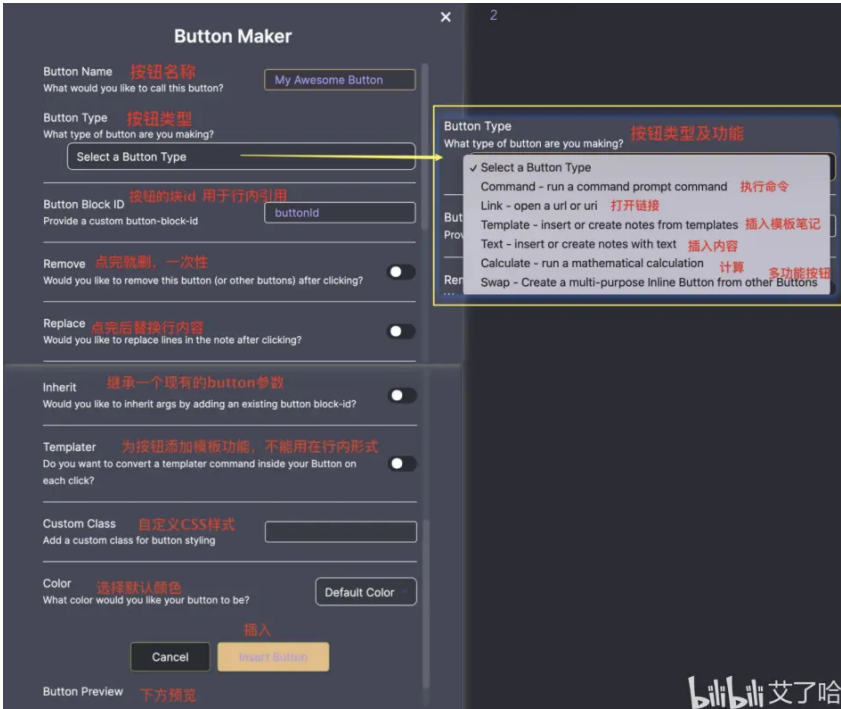 2
Button Maker
Button Name 按钮名称
What would you like to call this button?
My Awesome Button
Button Type 按钮类型
What type of button are you making?
Select a Button Type
按钮的块id 用于行内引用
Button Block ID
Provide a custom button-block-id
buttonId
Remove 点完就删，一次性
Would you like to remove this button (or other buttons) after clicking?
Replace 点完后替换行内容
Would you like to replace lines in the note after clicking?
Inherit 继承一个现有的button参数
Would you like to inherit args by adding an existing button block-id?
Templater 为按钮添加模板功能，不能用在行内形式
Do you want to convert a templater command inside your Button on
each click?
Custom Class 自定义CSS样式
Add a custom class for button styling
Color 选择默认颜色
What color would you like your button to be?
Default Color
插入
Cancel
Insert Button
Button Preview 下方预览
Button Type
What type of button are you making?
按钮类型及功能
✓ Select a Button Type
Command - run a command prompt command 执行命令
Link - open a url or uri 打开链接
Template - insert or create notes from templates 插入模板笔记
Text - insert or create notes with text 插入内容
Calculate - run a mathematical calculation 计算
多功能按钮
Swap - Create a multi-purpose Inline Button from other Buttons
But
Prov
Ren
bilibili 艾了哈